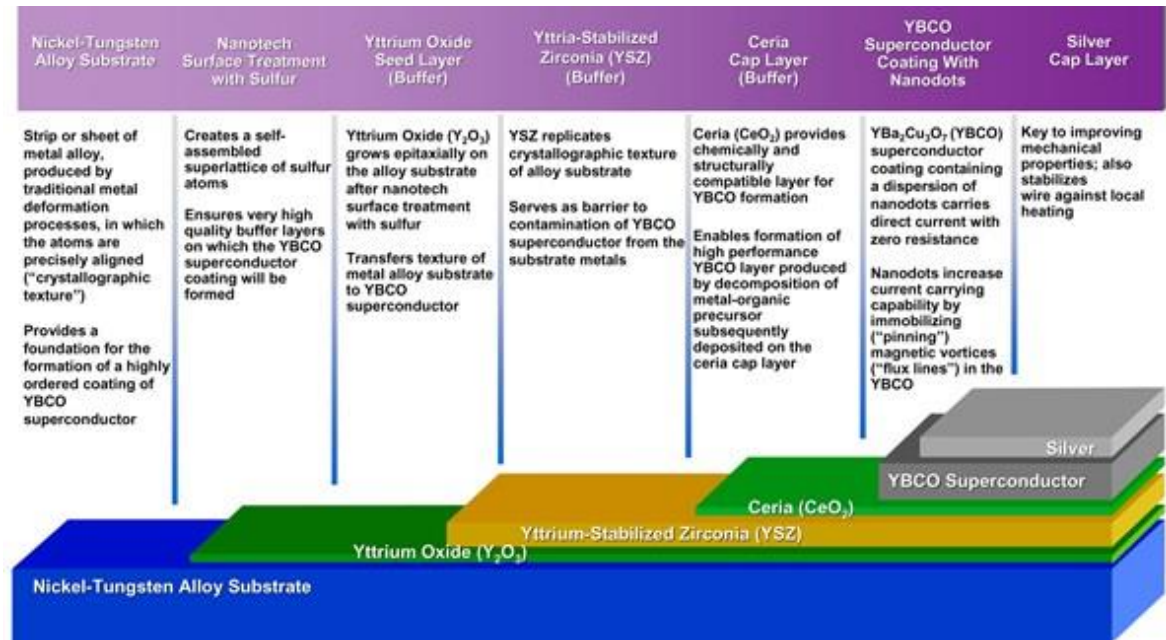 Nickel-Tungsten
Alloy Substrate
Nanotech
Surface Treatment
with Sulfur
Yttrium Oxide
Seed Layer
(Buffer)
Yttria-Stabilized
Zirconia (YSZ)
(Buffer)
Ceria
Cap Layer
(Buffer)
YBCO
Superconductor
Coating With
Nanodots
Silver
Cap Layer
Strip or sheet of
metal alloy,
produced by
traditional metal
deformation
processes, in which
the atoms are
precisely aligned
(“crystallographic
texture”)
Provides a
foundation for the
formation of a highly
ordered coating of
YBCO
superconductor
Creates a self-
assembled
superlattice of sulfur
atoms
Ensures very high
quality buffer layers
on which the YBCO
superconductor
coating will be
formed
Yttrium Oxide (Y₂O₃)
grows epitaxially on
the alloy substrate
after nanotech
surface treatment
with sulfur
Transfers texture of
metal alloy substrate
to YBCO
superconductor
YSZ replicates
crystallographic texture
of alloy substrate
Serves as barrier to
contamination of YBCO
superconductor from the
substrate metals
Ceria (CeO₂) provides
chemically and
structurally
compatible layer for
YBCO formation
Enables formation of
high performance
YBCO layer produced
by decomposition of
metal-organic
precursor
subsequently
deposited on the
ceria cap layer
YBa₂Cu₃O₇ (YBCO)
superconductor
coating containing
a dispersion of
nanodots carries
direct current with
zero resistance
Nanodots increase
current carrying
capability by
immobilizing
(“pinning”)
magnetic vortices
(“flux lines”) in the
YBCO
Key to improving
mechanical
properties; also
stabilizes
wire against local
heating
Silver
YBCO Superconductor
Ceria (CeO₂)
Yttrium-Stabilized Zirconia (YSZ)
Yttrium Oxide (Y₂O₃)
Nickel-Tungsten Alloy Substrate